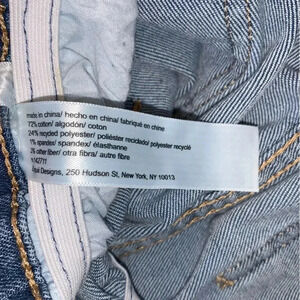 made in china/ hecho en china/ fabriqué en chine
72% cotton/ algodón/ coton
24% recycled polyester/ poliéster reciclado/ polyester recyclé
1% spandex/ spandex/ élasthanne
3% other fiber/ otra fibra/ autre fibre
Designs, 250 Hudson St, New York, NY 10013